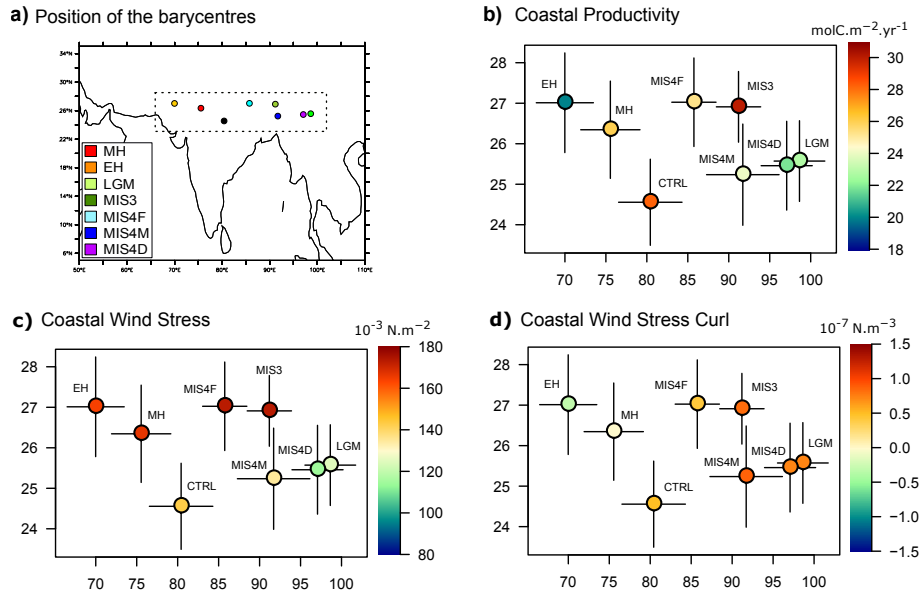 a) Position of the barycentres
34°N
30°N
26°N
22°N
18°N
14°N
10°N
6°N
50°E 60°E 70°E 80°E 90°E 100°E 110°E
MH
EH
LGM
MIS3
MIS4F
MIS4M
MIS4D
b) Coastal Productivity
molC.m⁻².yr⁻¹
28
27
26
25
24
70 75 80 85 90 95 100
EH
MH
CTRL
MIS4F
MIS3
MIS4M
MIS4D
LGM
30
28
26
24
22
20
18
c) Coastal Wind Stress
10⁻³ N.m⁻²
28
27
26
25
24
70 75 80 85 90 95 100
EH
MH
CTRL
MIS4F
MIS3
MIS4M
MIS4D
LGM
180
160
140
120
100
80
d) Coastal Wind Stress Curl
10⁻⁷ N.m⁻³
28
27
26
25
24
70 75 80 85 90 95 100
EH
MH
CTRL
MIS4F
MIS3
MIS4M
MIS4D
LGM
1.5
1.0
0.5
0.0
−0.5
−1.0
−1.5